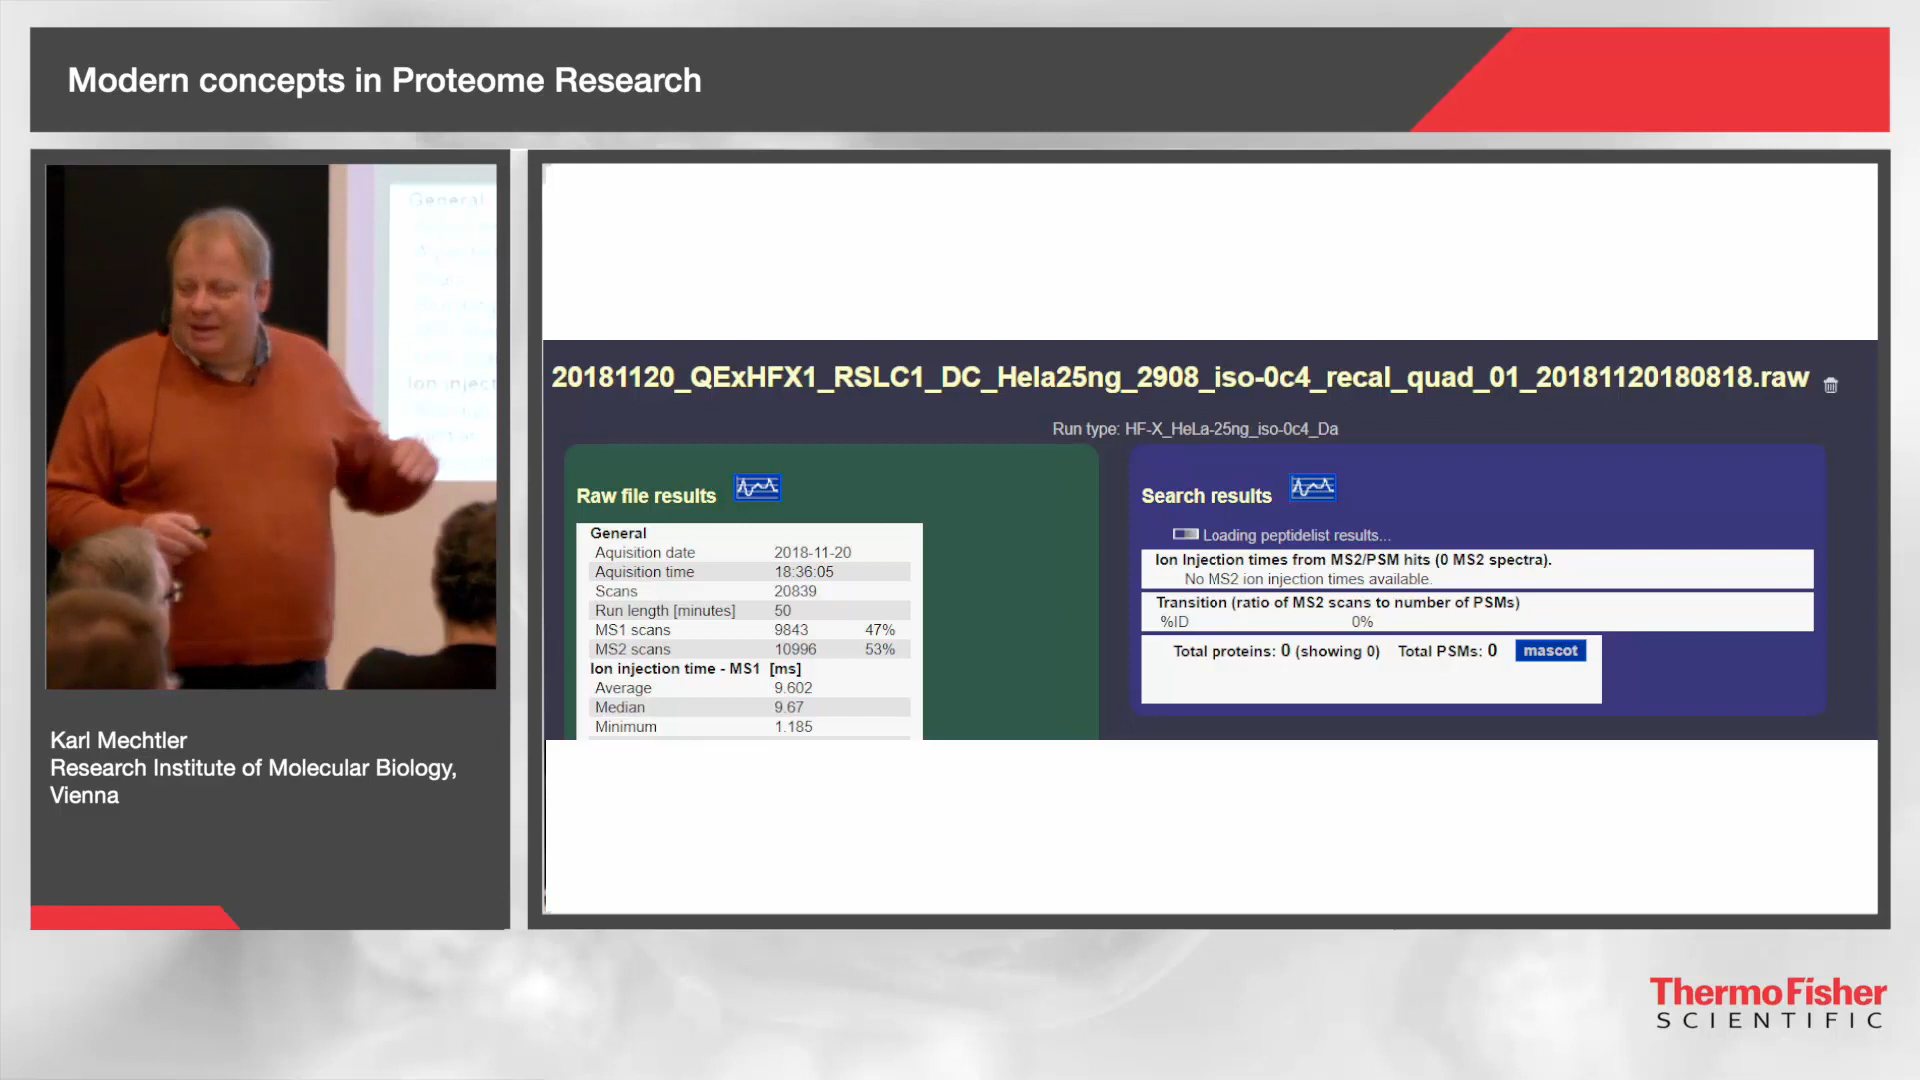 Modern concepts in Proteome Research
General
Ion inject
Karl Mechtler
Research Institute of Molecular Biology,
Vienna
20181120_QExHFX1_RSLC1_DC_Hela25ng_2908_iso-0c4_recal_quad_01_20181120180818.raw
Run type: HF-X_HeLa-25ng_iso-0c4_Da
Raw file results
General
Aquisition date 2018-11-20
Aquisition time 18:36:05
Scans 20839
Run length [minutes] 50
MS1 scans 9843 47%
MS2 scans 10996 53%
Ion injection time - MS1 [ms]
Average 9.602
Median 9.67
Minimum 1.185
Search results
Loading peptidelist results...
Ion Injection times from MS2/PSM hits (0 MS2 spectra).
No MS2 ion injection times available.
Transition (ratio of MS2 scans to number of PSMs)
%ID 0%
Total proteins: 0 (showing 0) Total PSMs: 0 mascot
ThermoFisher
SCIENTIFIC